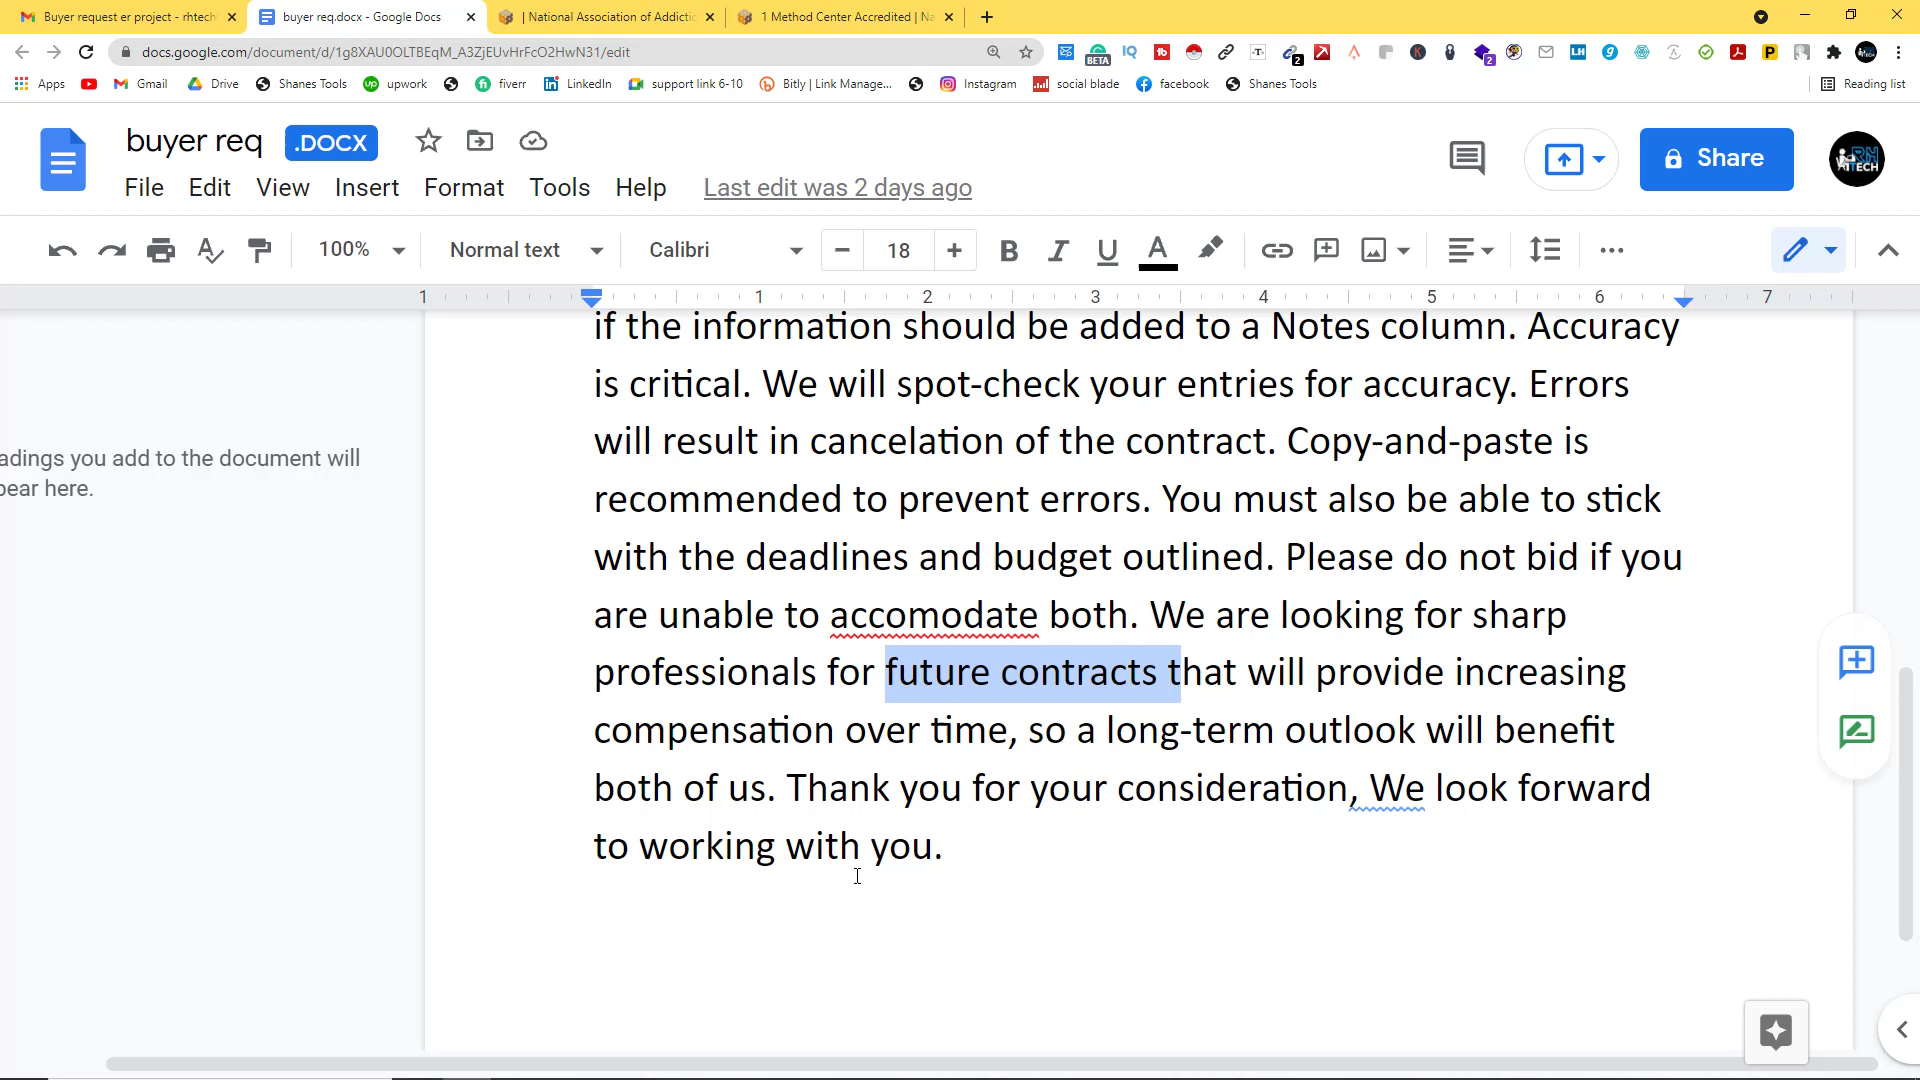 Buyer request er project - rhtech
buyer req.docx - Google Docs
| National Association of Addictic
1 Method Center Accredited | Na
docs.google.com/document/d/1g8XAU0OLTBEqM_A3ZjEUvHrFcO2HwN31/edit
Apps
Gmail
Drive
Shanes Tools
upwork
fiverr
LinkedIn
support link 6-10
Bitly | Link Manage...
Instagram
social blade
facebook
Shanes Tools
Reading list
buyer req
.DOCX
Share
File Edit View Insert Format Tools Help Last edit was 2 days ago
100% Normal text Calibri 18
1 1 2 3 4 5 6 7
if the information should be added to a Notes column. Accuracy
is critical. We will spot-check your entries for accuracy. Errors
will result in cancelation of the contract. Copy-and-paste is
recommended to prevent errors. You must also be able to stick
with the deadlines and budget outlined. Please do not bid if you
are unable to accomodate both. We are looking for sharp
professionals for future contracts that will provide increasing
compensation over time, so a long-term outlook will benefit
both of us. Thank you for your consideration, We look forward
to working with you.
adings you add to the document will
pear here.